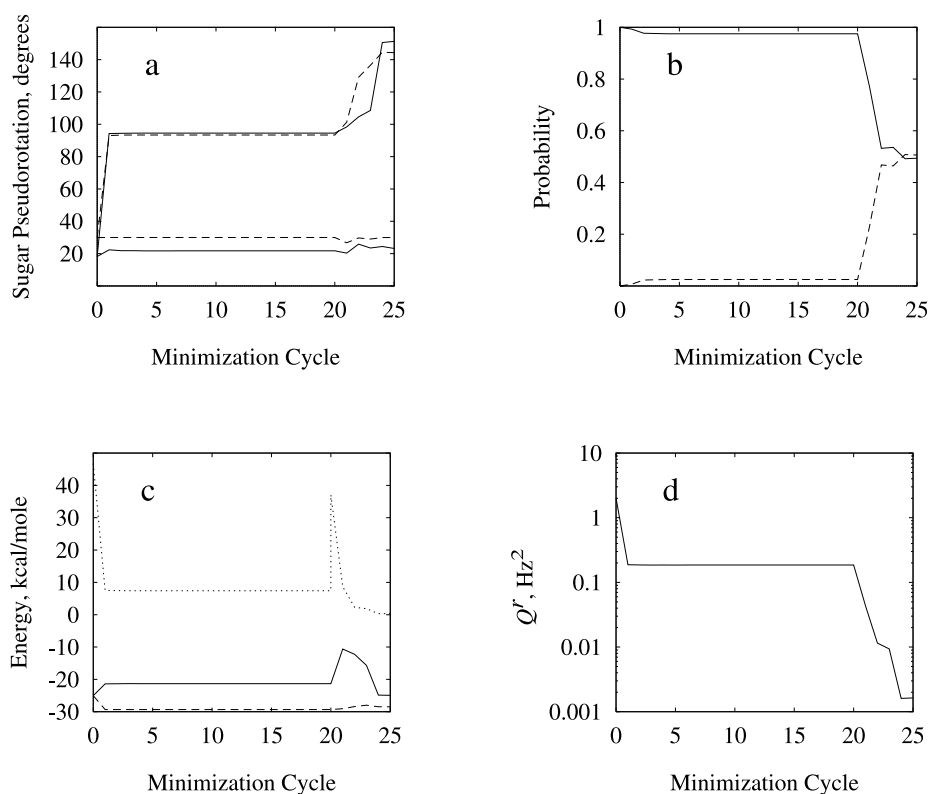 Sugar Pseudorotation, degrees
140
120
100
80
60
40
20
a
0 5 10 15 20 25
Minimization Cycle
Probability
1
0.8
0.6
0.4
0.2
b
0 5 10 15 20 25
Minimization Cycle
Energy, kcal/mole
40
30
20
10
0
-10
-20
-30
c
0 5 10 15 20 25
Minimization Cycle
Qʳ, Hz²
10
1
0.1
0.01
0.001
d
0 5 10 15 20 25
Minimization Cycle